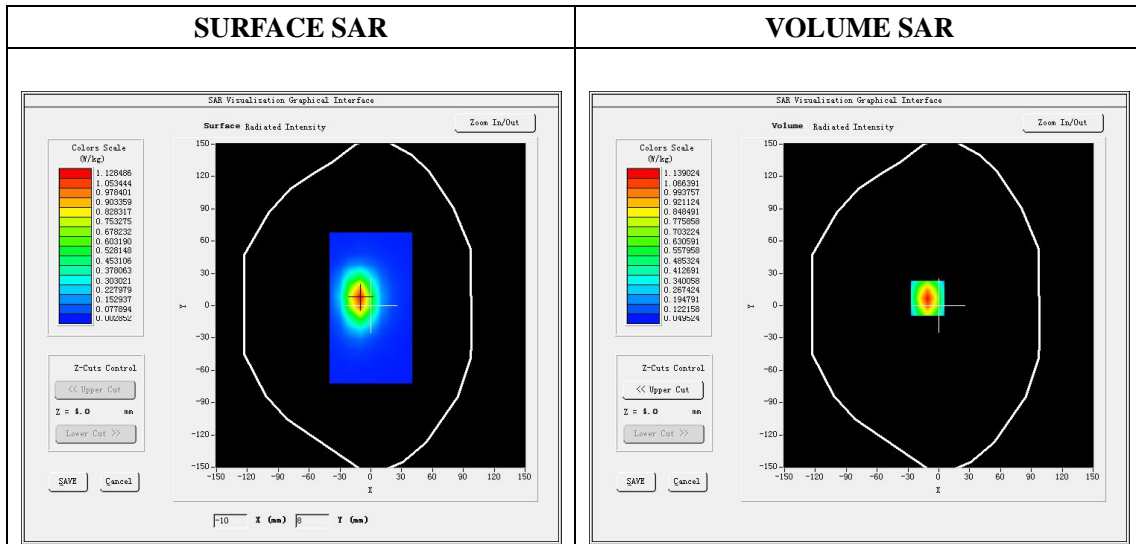 SURFACE SAR
VOLUME SAR
SAR Visualisation Graphical Interface
Surface Radiated Intensity
Zoom In/Out
Colors Scale
(W/kg)
1.128486
1.053444
0.978401
0.903359
0.828317
0.753275
0.678232
0.603190
0.528148
0.453106
0.378063
0.303021
0.227979
0.152937
0.077894
0.002852
Z-Cuts Control
<< Upper Cut
Z = 4.0 mm
Lower Cut >>
SAVE
Cancel
150
120
90
60
30
0
-30
-60
-90
-120
-150
Y
-150 -120 -90 -60 -30 0 30 60 90 120 150
X
-10 X (mm) 8 Y (mm)
SAR Visualisation Graphical Interface
Volume Radiated Intensity
Zoom In/Out
Colors Scale
(W/kg)
1.139024
1.066391
0.993757
0.921124
0.848491
0.775858
0.703224
0.630591
0.557958
0.485324
0.412691
0.340058
0.267424
0.194791
0.122158
0.049524
Z-Cuts Control
<< Upper Cut
Z = 4.0 mm
Lower Cut >>
SAVE
Cancel
150
120
90
60
30
0
-30
-60
-90
-120
-150
Y
-150 -120 -90 -60 -30 0 30 60 90 120 150
X